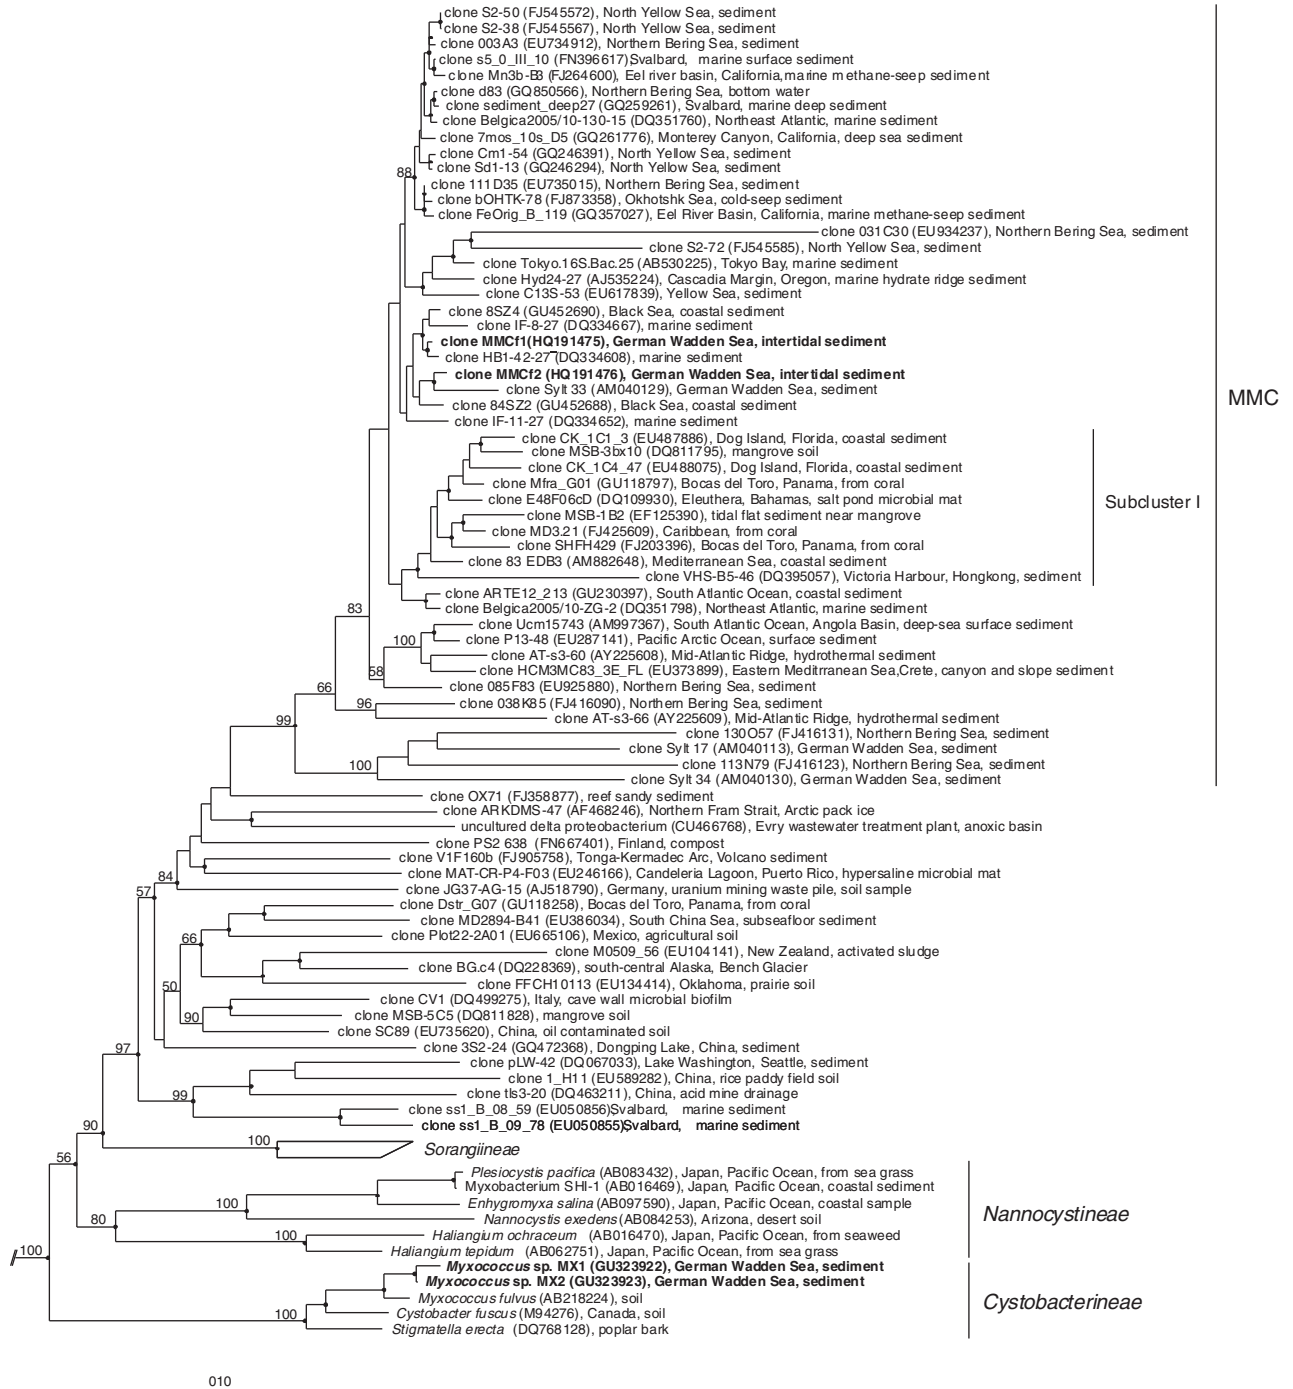 clone S2-50 (FJ545572), North Yellow Sea, sediment
clone S2-38 (FJ545567), North Yellow Sea, sediment
clone 003A3 (EU734912), Northern Bering Sea, sediment
clone s5_0_III_10 (FN396617)Svalbard, marine surface sediment
clone Mn3b-B3 (FJ264600), Eel river basin, California,marine methane-seep sediment
clone d83 (GQ850566), Northern Bering Sea, bottom water
clone sediment_deep27 (GQ259261), Svalbard, marine deep sediment
clone Belgica2005/10-130-15 (DQ351760), Northeast Atlantic, marine sediment
clone 7mos_10s_D5 (GQ261776), Monterey Canyon, California, deep sea sediment
clone Cm1-54 (GQ246391), North Yellow Sea, sediment
clone Sd1-13 (GQ246294), North Yellow Sea, sediment
88
clone 111D35 (EU735015), Northern Bering Sea, sediment
clone bOHTK-78 (FJ873358), Okhotshk Sea, cold-seep sediment
clone FeOrig_B_119 (GQ357027), Eel River Basin, California, marine methane-seep sediment
clone 031C30 (EU934237), Northern Bering Sea, sediment
clone S2-72 (FJ545585), North Yellow Sea, sediment
clone Tokyo.16S.Bac.25 (AB530225), Tokyo Bay, marine sediment
clone Hyd24-27 (AJ535224), Cascadia Margin, Oregon, marine hydrate ridge sediment
clone C13S-53 (EU617839), Yellow Sea, sediment
clone 8SZ4 (GU452690), Black Sea, coastal sediment
clone IF-8-27 (DQ334667), marine sediment
clone MMCf1(HQ191475), German Wadden Sea, intertidal sediment
clone HB1-42-27 (DQ334608), marine sediment
clone MMCf2 (HQ191476), German Wadden Sea, intertidal sediment
clone Sylt 33 (AM040129), German Wadden Sea, sediment
MMC
clone 84SZ2 (GU452688), Black Sea, coastal sediment
clone IF-11-27 (DQ334652), marine sediment
clone CK_1C1_3 (EU487886), Dog Island, Florida, coastal sediment
clone MSB-3bx10 (DQ811795), mangrove soil
clone CK_1C4_47 (EU488075), Dog Island, Florida, coastal sediment
clone Mfra_G01 (GU118797), Bocas del Toro, Panama, from coral
clone E48F06cD (DQ109930), Eleuthera, Bahamas, salt pond microbial mat
Subcluster I
clone MSB-1B2 (EF125390), tidal flat sediment near mangrove
clone MD3.21 (FJ425609), Caribbean, from coral
clone SHFH429 (FJ203396), Bocas del Toro, Panama, from coral
clone 83 EDB3 (AM882648), Mediterranean Sea, coastal sediment
clone VHS-B5-46 (DQ395057), Victoria Harbour, Hongkong, sediment
clone ARTE12_213 (GU230397), South Atlantic Ocean, coastal sediment
clone Belgica2005/10-ZG-2 (DQ351798), Northeast Atlantic, marine sediment
83
clone Ucm15743 (AM997367), South Atlantic Ocean, Angola Basin, deep-sea surface sediment
100
clone P13-48 (EU287141), Pacific Arctic Ocean, surface sediment
clone AT-s3-60 (AY225608), Mid-Atlantic Ridge, hydrothermal sediment
58
clone HCM3MC83_3E_FL (EU373899), Eastern Meditrranean Sea,Crete, canyon and slope sediment
66
clone 085F83 (EU925880), Northern Bering Sea, sediment
96
clone 038K85 (FJ416090), Northern Bering Sea, sediment
99
clone AT-s3-66 (AY225609), Mid-Atlantic Ridge, hydrothermal sediment
clone 130O57 (FJ416131), Northern Bering Sea, sediment
clone Sylt 17 (AM040113), German Wadden Sea, sediment
100
clone 113N79 (FJ416123), Northern Bering Sea, sediment
clone Sylt 34 (AM040130), German Wadden Sea, sediment
clone OX71 (FJ358877), reef sandy sediment
clone ARKDMS-47 (AF468246), Northern Fram Strait, Arctic pack ice
uncultured delta proteobacterium (CU466768), Evry wastewater treatment plant, anoxic basin
clone PS2 638 (FN667401), Finland, compost
clone V1F160b (FJ905758), Tonga-Kermadec Arc, Volcano sediment
clone MAT-CR-P4-F03 (EU246166), Candeleria Lagoon, Puerto Rico, hypersaline microbial mat
84
57
clone JG37-AG-15 (AJ518790), Germany, uranium mining waste pile, soil sample
clone Dstr_G07 (GU118258), Bocas del Toro, Panama, from coral
clone MD2894-B41 (EU386034), South China Sea, subseafloor sediment
66
clone Plot22-2A01 (EU665106), Mexico, agricultural soil
clone M0509_56 (EU104141), New Zealand, activated sludge
clone BG.c4 (DQ228369), south-central Alaska, Bench Glacier
50
clone FFCH10113 (EU134414), Oklahoma, prairie soil
clone CV1 (DQ499275), Italy, cave wall microbial biofilm
90
clone MSB-5C5 (DQ811828), mangrove soil
clone SC89 (EU735620), China, oil contaminated soil
97
clone 3S2-24 (GQ472368), Dongping Lake, China, sediment
clone pLW-42 (DQ067033), Lake Washington, Seattle, sediment
clone 1_H11 (EU589282), China, rice paddy field soil
99
clone tls3-20 (DQ463211), China, acid mine drainage
clone ss1_B_08_59 (EU050856)Svalbard, marine sediment
90
clone ss1_B_09_78 (EU050855)Svalbard, marine sediment
100
Sorangiineae
56
Plesiocystis pacifica (AB083432), Japan, Pacific Ocean, from sea grass
Myxobacterium SHI-1 (AB016469), Japan, Pacific Ocean, coastal sediment
100
Enhygromyxa salina (AB097590), Japan, Pacific Ocean, coastal sample
80
Nannocystis exedens (AB084253), Arizona, desert soil
Nannocystineae
100
Haliangium ochraceum (AB016470), Japan, Pacific Ocean, from seaweed
100
Haliangium tepidum (AB062751), Japan, Pacific Ocean, from sea grass
Myxococcus sp. MX1 (GU323922), German Wadden Sea, sediment
Myxococcus sp. MX2 (GU323923), German Wadden Sea, sediment
Myxococcus fulvus (AB218224), soil
Cystobacterineae
100
Cystobacter fuscus (M94276), Canada, soil
Stigmatella erecta (DQ768128), poplar bark
010